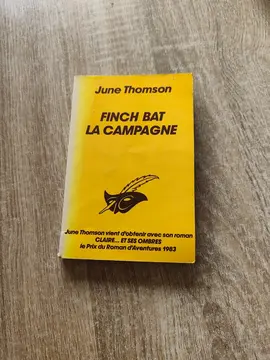 June Thomson
FINCH BAT
LA CAMPAGNE
June Thomson vient d'obtenir avec son roman
CLAIRE... ET SES OMBRES
le Prix du Roman d'Aventures 1983